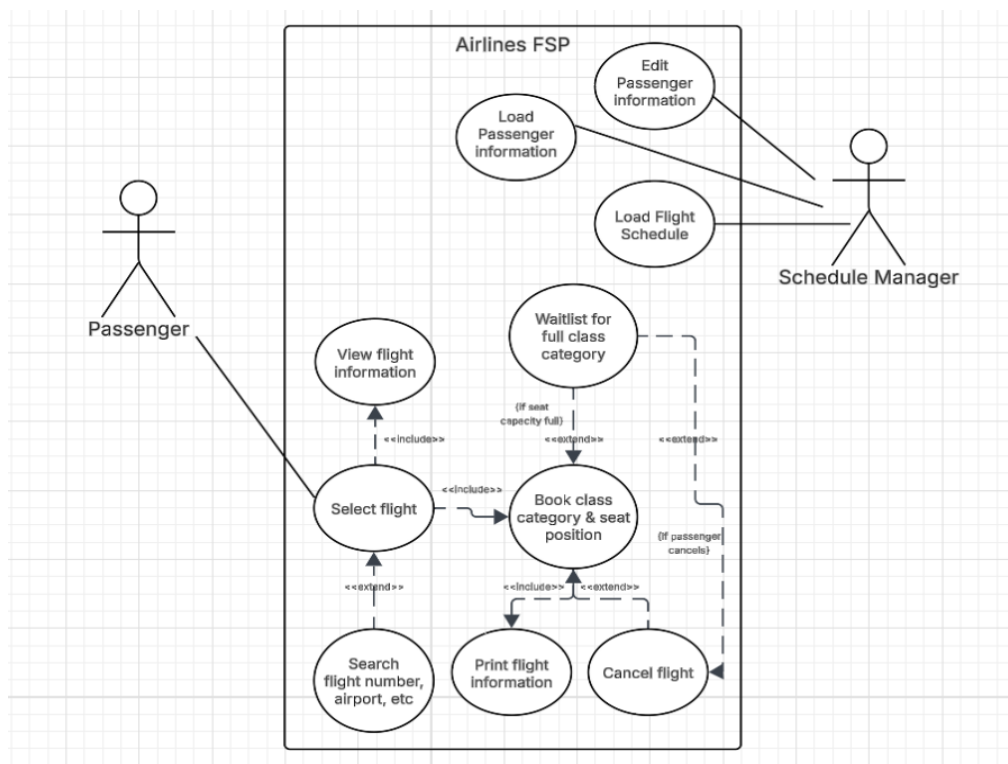 Airlines FSP
Edit
Passenger
information
Load
Passenger
information
Load Flight
Schedule
Schedule Manager
Passenger
Waitlist for
full class
category
View flight
information
{if seat
capacity full}
<<include>>
<<extend>>
<<extend>>
<<include>>
Select flight
Book class
category & seat
position
{if passenger
cancels}
<<extend>>
<<include>>
<<extend>>
Search
flight number,
airport, etc
Print flight
information
Cancel flight